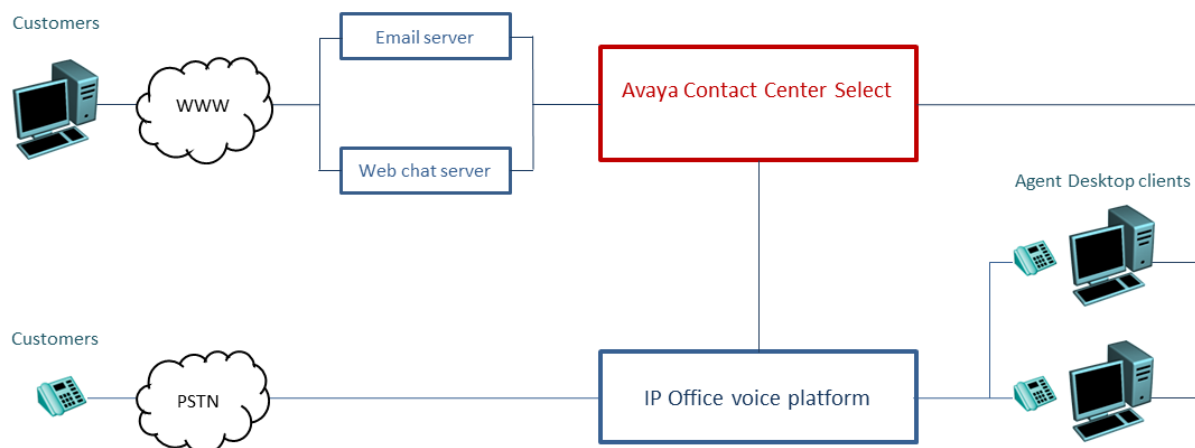 Customers
WWW
Email server
Web chat server
Avaya Contact Center Select
Agent Desktop clients
Customers
PSTN
IP Office voice platform